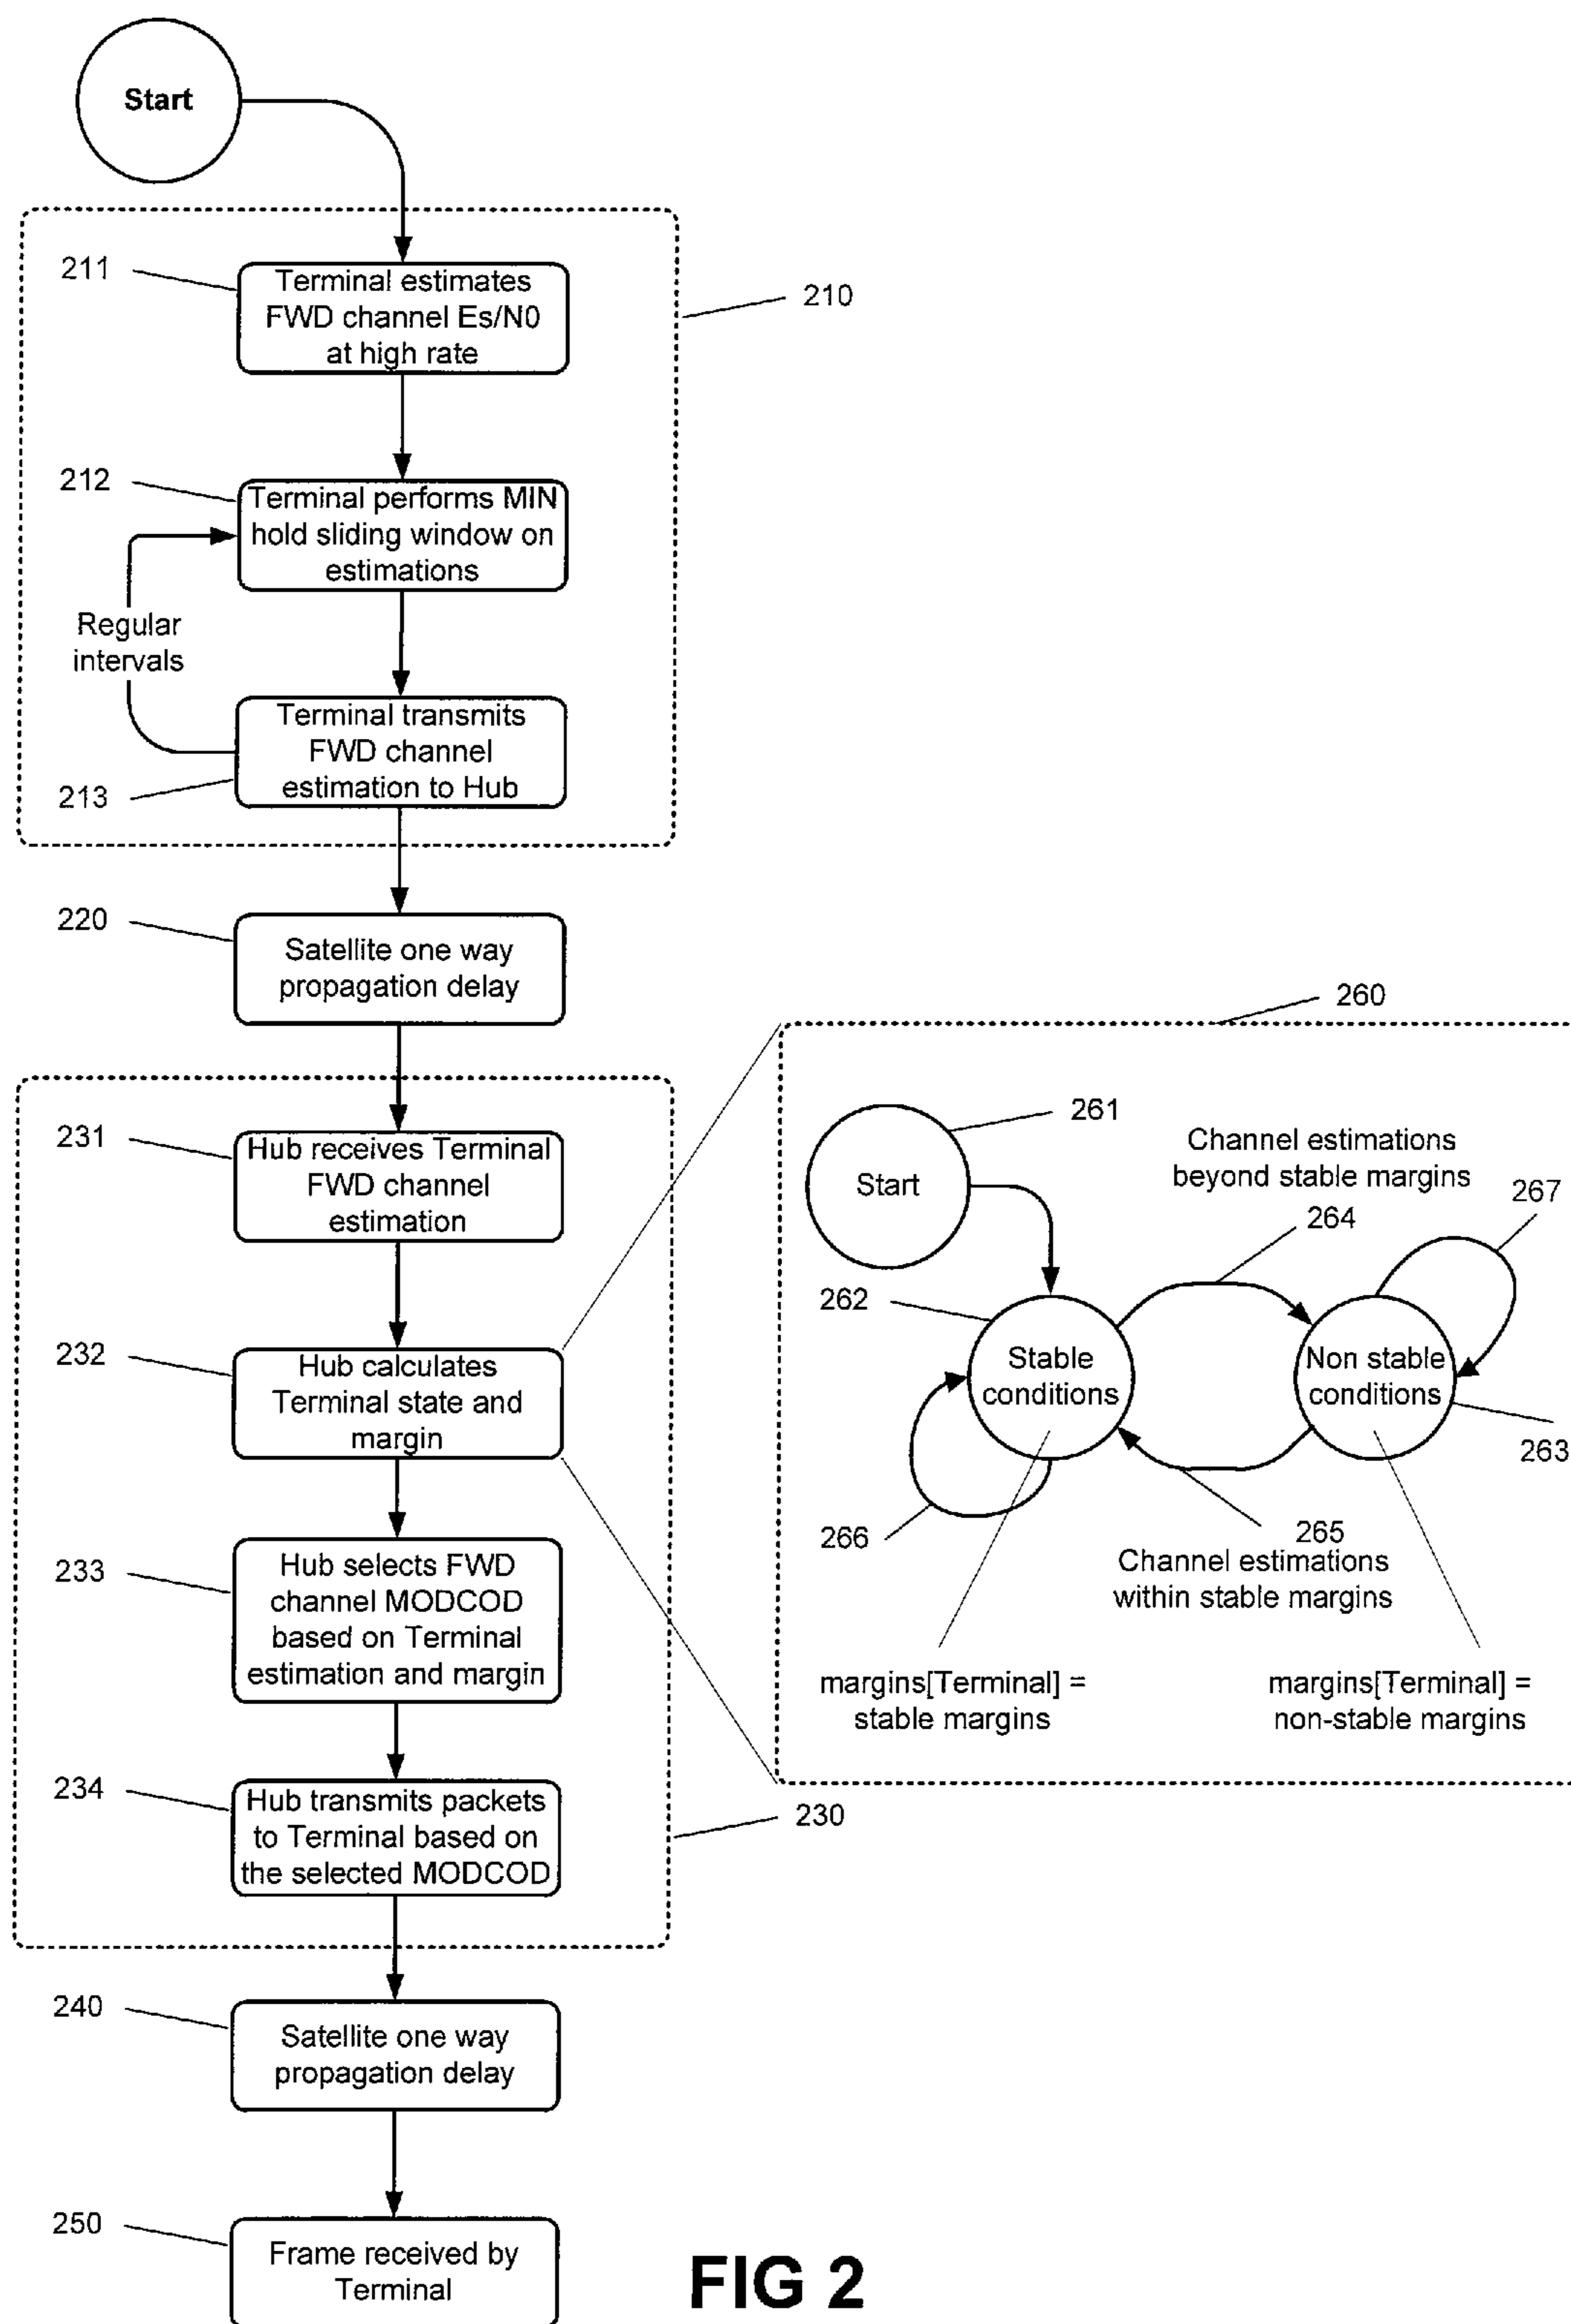 Start
211
Terminal estimates
FWD channel Es/N0
at high rate
210
212
Terminal performs MIN
hold sliding window on
estimations
Regular
intervals
Terminal transmits
FWD channel
estimation to Hub
213
220
Satellite one way
propagation delay
231
Hub receives Terminal
FWD channel
estimation
232
Hub calculates
Terminal state and
margin
233
Hub selects FWD
channel MODCOD
based on Terminal
estimation and margin
234
Hub transmits packets
to Terminal based on
the selected MODCOD
230
240
Satellite one way
propagation delay
250
Frame received by
Terminal
260
261
Start
Channel estimations
beyond stable margins
264
267
262
Stable
conditions
Non stable
conditions
263
266
265
Channel estimations
within stable margins
margins[Terminal] =
stable margins
margins[Terminal] =
non-stable margins
FIG 2